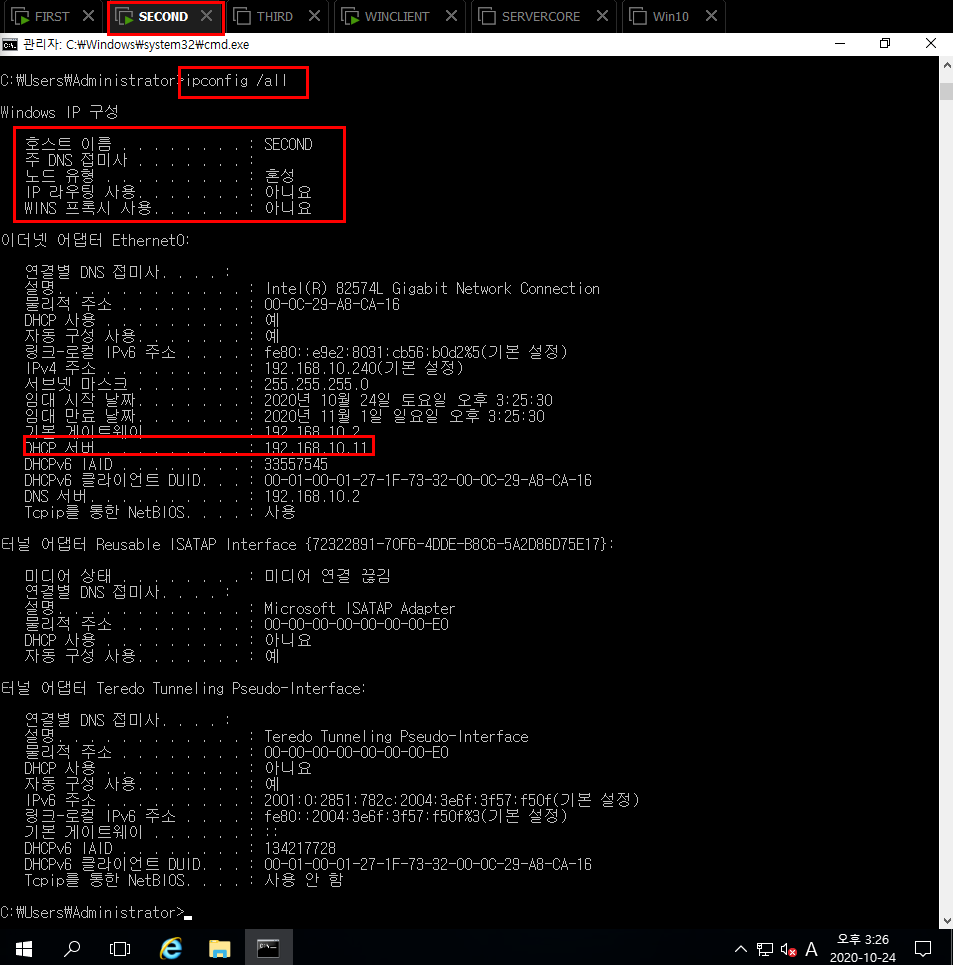 FIRST SECOND THIRD WINCLIENT SERVERCORE Win10
관리자: C:₩Windows₩system32₩cmd.exe
C:₩Users₩Administrator>ipconfig /all
Windows IP 구성
호스트 이름 . . . . . . . . : SECOND
주 DNS 접미사 . . . . . . . :
노드 유형 . . . . . . . . . : 혼성
IP 라우팅 사용. . . . . . . : 아니요
WINS 프록시 사용. . . . . . : 아니요
이더넷 어댑터 Ethernet0:
연결별 DNS 접미사. . . . :
설명. . . . . . . . . . . . : Intel(R) 82574L Gigabit Network Connection
물리적 주소 . . . . . . . . : 00-0C-29-A8-CA-16
DHCP 사용 . . . . . . . . . : 예
자동 구성 사용. . . . . . . : 예
링크-로컬 IPv6 주소 . . . . : fe80::e9e2:8031:cb56:b0d2%5(기본 설정)
IPv4 주소 . . . . . . . . . : 192.168.10.240(기본 설정)
서브넷 마스크 . . . . . . . : 255.255.255.0
임대 시작 날짜. . . . . . . : 2020년 10월 24일 토요일 오후 3:25:30
임대 만료 날짜. . . . . . . : 2020년 11월 1일 일요일 오후 3:25:30
기본 게이트웨이 . . . . . . : 192.168.10.2
DHCP 서버 . . . . . . . . . : 192.168.10.11
DHCPv6 IAID . . . . . . . . : 33557545
DHCPv6 클라이언트 DUID. . . : 00-01-00-01-27-1F-73-32-00-0C-29-A8-CA-16
DNS 서버. . . . . . . . . . : 192.168.10.2
Tcpip를 통한 NetBIOS. . . . : 사용
터널 어댑터 Reusable ISATAP Interface {72322891-70F6-4DDE-B8C6-5A2D86D75E17}:
미디어 상태 . . . . . . . . : 미디어 연결 끊김
연결별 DNS 접미사. . . . :
설명. . . . . . . . . . . . : Microsoft ISATAP Adapter
물리적 주소 . . . . . . . . : 00-00-00-00-00-00-00-E0
DHCP 사용 . . . . . . . . . : 아니요
자동 구성 사용. . . . . . . : 예
터널 어댑터 Teredo Tunneling Pseudo-Interface:
연결별 DNS 접미사. . . . :
설명. . . . . . . . . . . . : Teredo Tunneling Pseudo-Interface
물리적 주소 . . . . . . . . : 00-00-00-00-00-00-00-E0
DHCP 사용 . . . . . . . . . : 아니요
자동 구성 사용. . . . . . . : 예
IPv6 주소 . . . . . . . . . : 2001:0:2851:782c:2004:3e6f:3f57:f50f(기본 설정)
링크-로컬 IPv6 주소 . . . . : fe80::2004:3e6f:3f57:f50f%3(기본 설정)
기본 게이트웨이 . . . . . . : ::
DHCPv6 IAID . . . . . . . . : 134217728
DHCPv6 클라이언트 DUID. . . : 00-01-00-01-27-1F-73-32-00-0C-29-A8-CA-16
Tcpip를 통한 NetBIOS. . . . : 사용 안 함
C:₩Users₩Administrator>
A
오후 3:26
2020-10-24